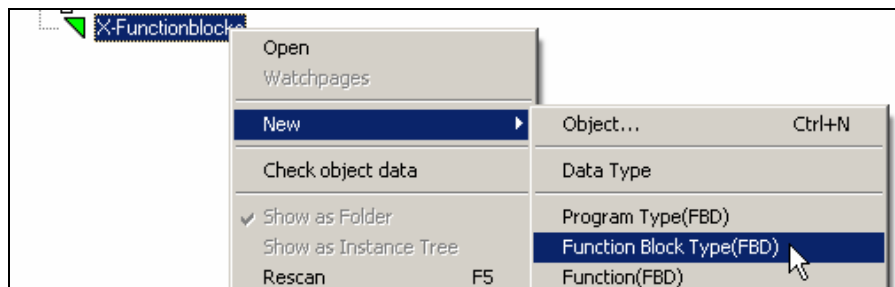 X-Functionblocks
Open
Watchpages
New
Object... Ctrl+N
Check object data
Data Type
Show as Folder
Program Type(FBD)
Show as Instance Tree
Function Block Type(FBD)
Rescan F5
Function(FBD)